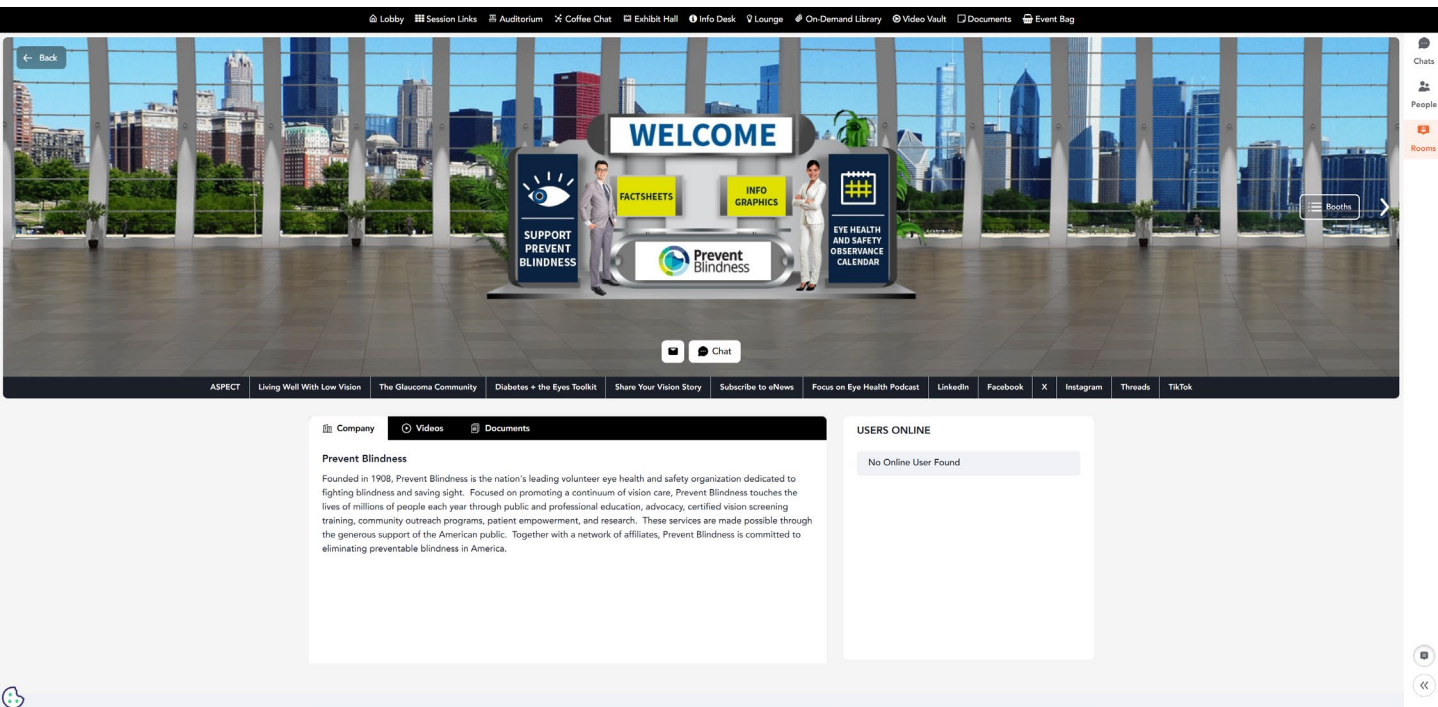 Lobby Session Links Auditorium Coffee Chat Exhibit Hall Info Desk Lounge On-Demand Library Video Vault Documents Event Bag
Back
Chats
People
Rooms
WELCOME
FACTSHEETS
INFO
GRAPHICS
SUPPORT
PREVENT
BLINDNESS
EYE HEALTH
AND SAFETY
OBSERVANCE
CALENDAR
Prevent
Blindness
Booths
Chat
ASPECT Living Well With Low Vision The Glaucoma Community Diabetes + the Eyes Toolkit Share Your Vision Story Subscribe to eNews Focus on Eye Health Podcast LinkedIn Facebook X Instagram Threads TikTok
Company Videos Documents
Prevent Blindness
Founded in 1908, Prevent Blindness is the nation's leading volunteer eye health and safety organization dedicated to
fighting blindness and saving sight. Focused on promoting a continuum of vision care, Prevent Blindness touches the
lives of millions of people each year through public and professional education, advocacy, certified vision screening
training, community outreach programs, patient empowerment, and research. These services are made possible through
the generous support of the American public. Together with a network of affiliates, Prevent Blindness is committed to
eliminating preventable blindness in America.
USERS ONLINE
No Online User Found